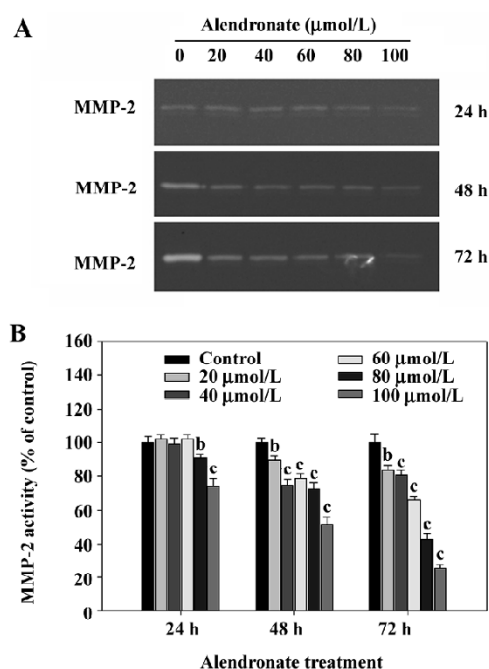 A
Alendronate (µmol/L)
0 20 40 60 80 100
MMP-2 24 h
MMP-2 48 h
MMP-2 72 h
B
MMP-2 activity (% of control)
160
140
120
100
80
60
40
20
0
Control
20 µmol/L
40 µmol/L
60 µmol/L
80 µmol/L
100 µmol/L
b c
b c c c c
b c c c c
24 h 48 h 72 h
Alendronate treatment